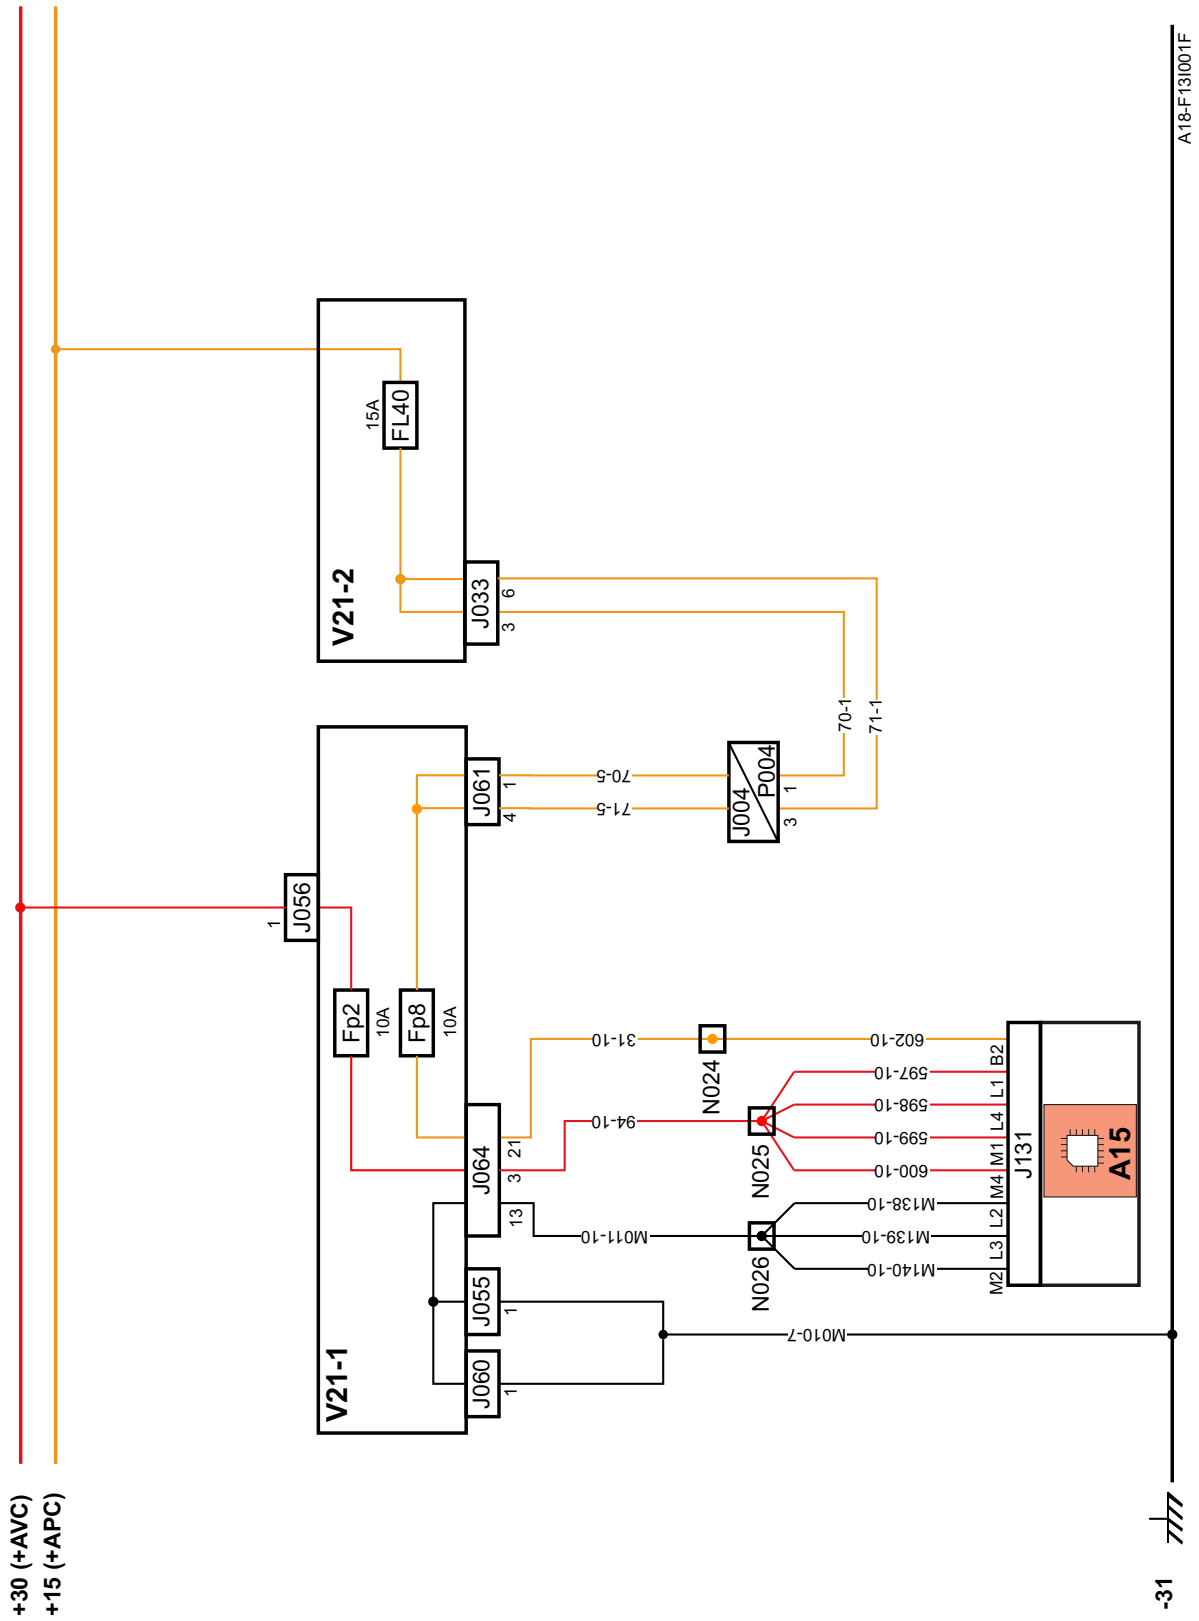 +30 (+AVC)
+15 (+APC)
-31
A18-F13I001F
V21-1
V21-2
J056
1
Fp2
10A
Fp8
10A
FL40
15A
J060
1
J055
1
J064
13
3
21
J061
4
1
J033
3
6
J004
P004
3
1
71-5
70-5
70-1
71-1
M010-7
M011-10
94-10
31-10
N026
N025
N024
M140-10
M139-10
M138-10
600-10
599-10
598-10
597-10
602-10
M2
L3
L2
M4
M1
L4
L1
B2
J131
A15